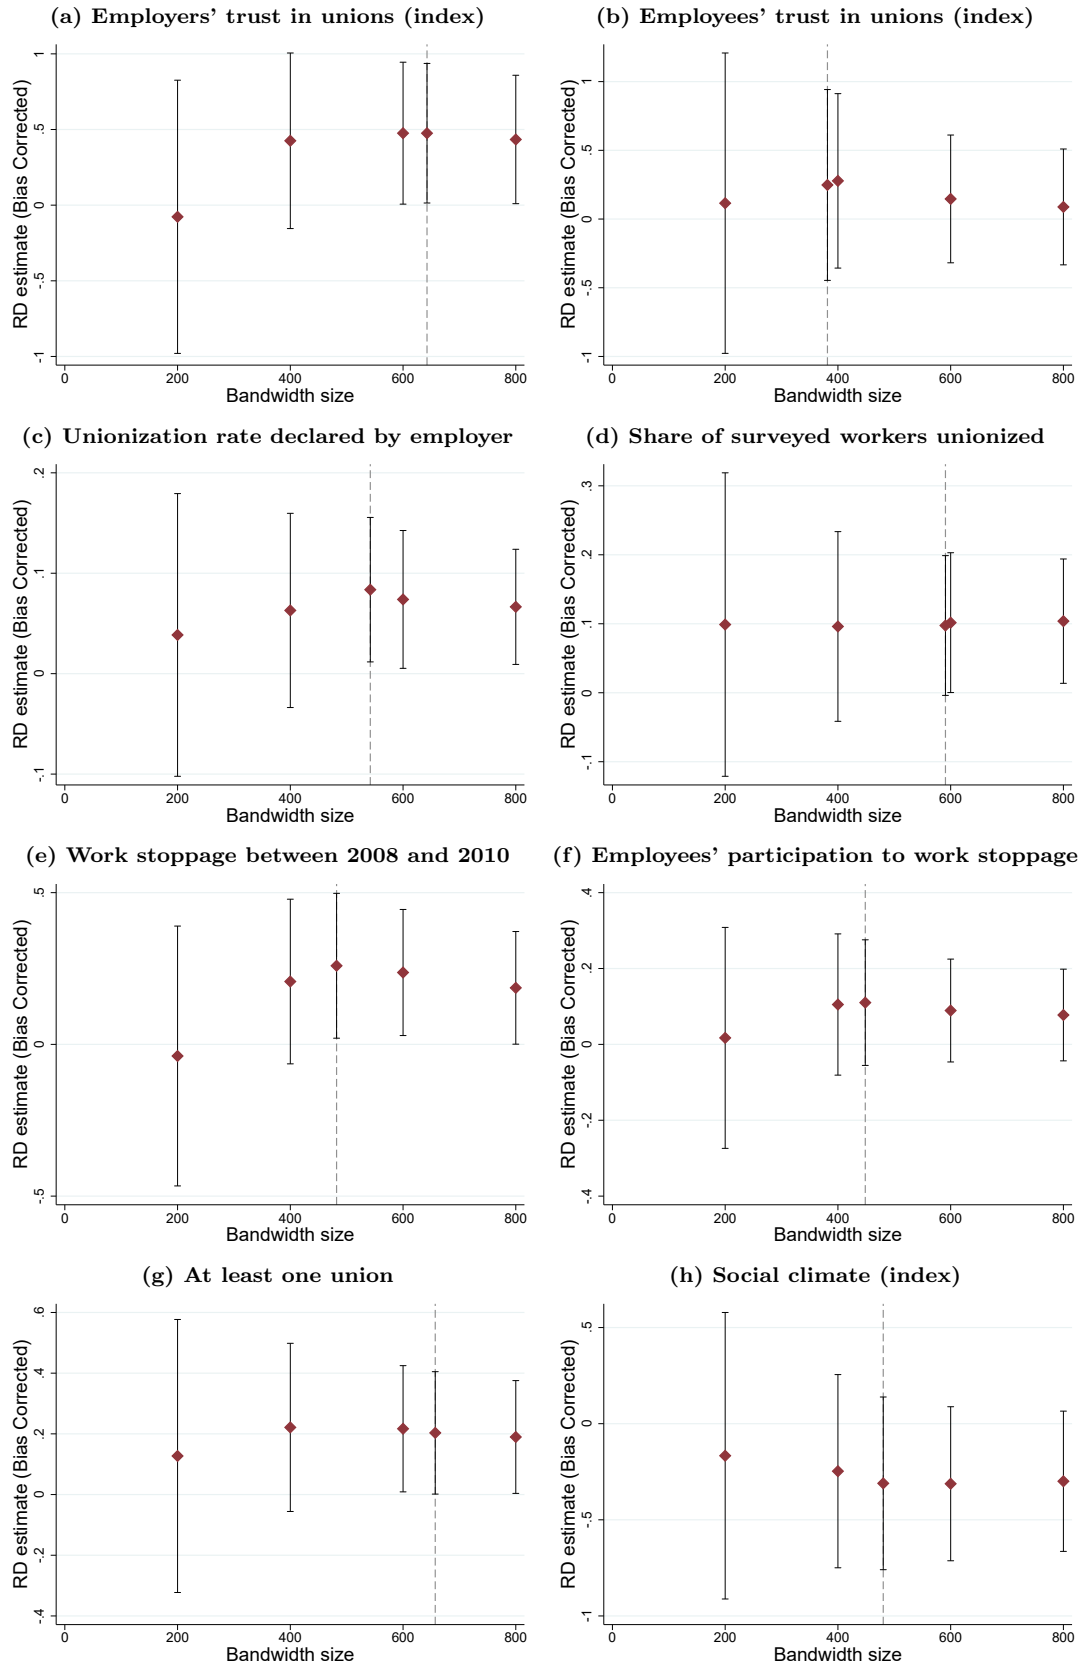 (a) Employers’ trust in unions (index)
RD estimate (Bias Corrected)
1
.5
0
-.5
-1
0 200 400 600 800
Bandwidth size
(b) Employees’ trust in unions (index)
RD estimate (Bias Corrected)
1
.5
0
-.5
-1
0 200 400 600 800
Bandwidth size
(c) Unionization rate declared by employer
RD estimate (Bias Corrected)
.2
.1
0
-.1
0 200 400 600 800
Bandwidth size
(d) Share of surveyed workers unionized
RD estimate (Bias Corrected)
.3
.2
.1
0
-.1
0 200 400 600 800
Bandwidth size
(e) Work stoppage between 2008 and 2010
RD estimate (Bias Corrected)
.5
0
-.5
0 200 400 600 800
Bandwidth size
(f) Employees’ participation to work stoppage
RD estimate (Bias Corrected)
.4
.2
0
-.2
-.4
0 200 400 600 800
Bandwidth size
(g) At least one union
RD estimate (Bias Corrected)
.6
.4
.2
0
-.2
-.4
0 200 400 600 800
Bandwidth size
(h) Social climate (index)
RD estimate (Bias Corrected)
.5
0
-.5
-1
0 200 400 600 800
Bandwidth size